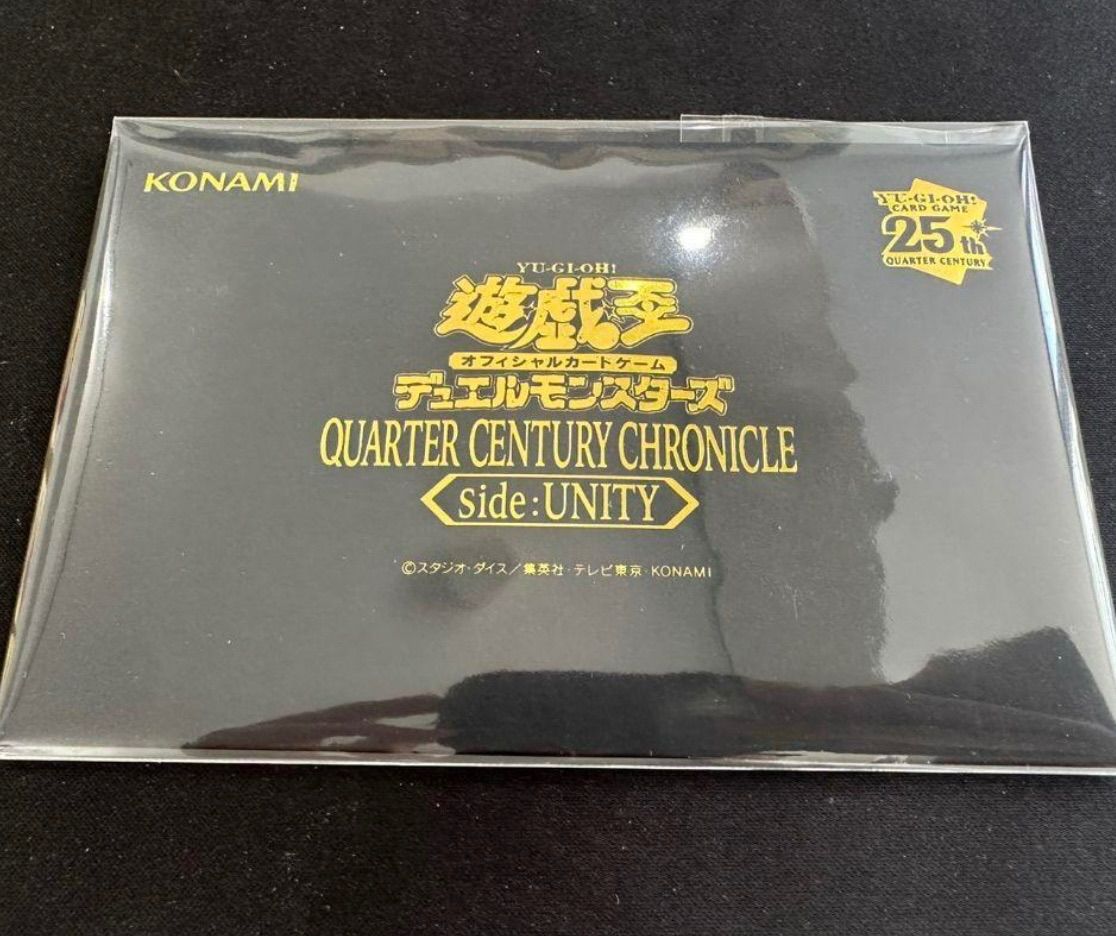 KONAMI
YU-GI-OH!
CARD GAME
25th
QUARTER CENTURY
YU-GI-OH!
遊戯王
オフィシャルカードゲーム
デュエルモンスターズ
QUARTER CENTURY CHRONICLE
side:UNITY
©スタジオ・ダイス／集英社・テレビ東京・KONAMI